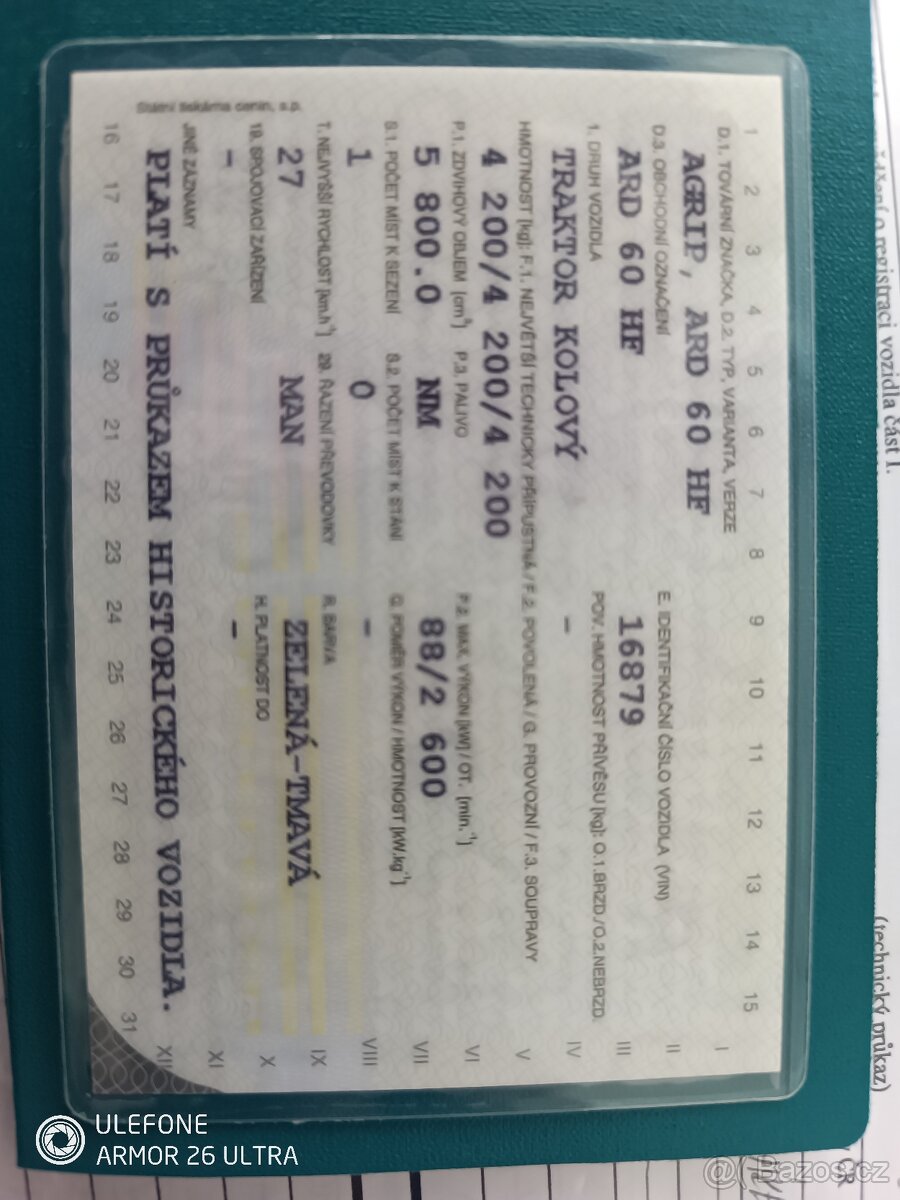 1 2 3 4 5 6 7 8 9 10 11 12 13 14 15
D.1. TOVÁRNÍ ZNAČKA, D.2. TYP, VARIANTA, VERZE
I
AGRIP, ARD 60 HF
II
D.3. OBCHODNÍ OZNAČENÍ E. IDENTIFIKAČNÍ ČÍSLO VOZIDLA (VIN)
ARD 60 HF 16879
III
1. DRUH VOZIDLA POV. HMOTNOST PŘÍVĚSU [kg]: O.1.BRZD./O.2.NEBRZD.
TRAKTOR KOLOVÝ -
IV
HMOTNOST [kg]: F.1. NEJVĚTŠÍ TECHNICKY PŘÍPUSTNÁ / F.2. POVOLENÁ / G. PROVOZNÍ / F.3. SOUPRAVY
V
4 200/4 200/4 200
P.1. ZDVIHOVÝ OBJEM [cm³] P.3. PALIVO P.2. MAX. VÝKON [kW] / OT. [min.⁻¹]
VI
5 800.0 NM 88/2 600
VII
S.1. POČET MÍST K SEZENÍ S.2. POČET MÍST K STÁNÍ Q. POMĚR VÝKON / HMOTNOST [kW.kg⁻¹]
1 0 -
VIII
T. NEJVYŠŠÍ RYCHLOST [km.h⁻¹] 29. ŘAZENÍ PŘEVODOVKY R. BARVA
27 MAN ZELENÁ-TMAVÁ
IX
19. SPOJOVACÍ ZAŘÍZENÍ H. PLATNOST DO
X
- -
XI
JINÉ ZÁZNAMY
PLATÍ S PRŮKAZEM HISTORICKÉHO VOZIDLA.
XII
16 17 18 19 20 21 22 23 24 25 26 27 28 29 30 31
Státní tiskárna cenin, s.p.
o registraci vozidla část I.
(technický průkaz)
ČR
ULEFONE
ARMOR 26 ULTRA
@ Bazos.cz